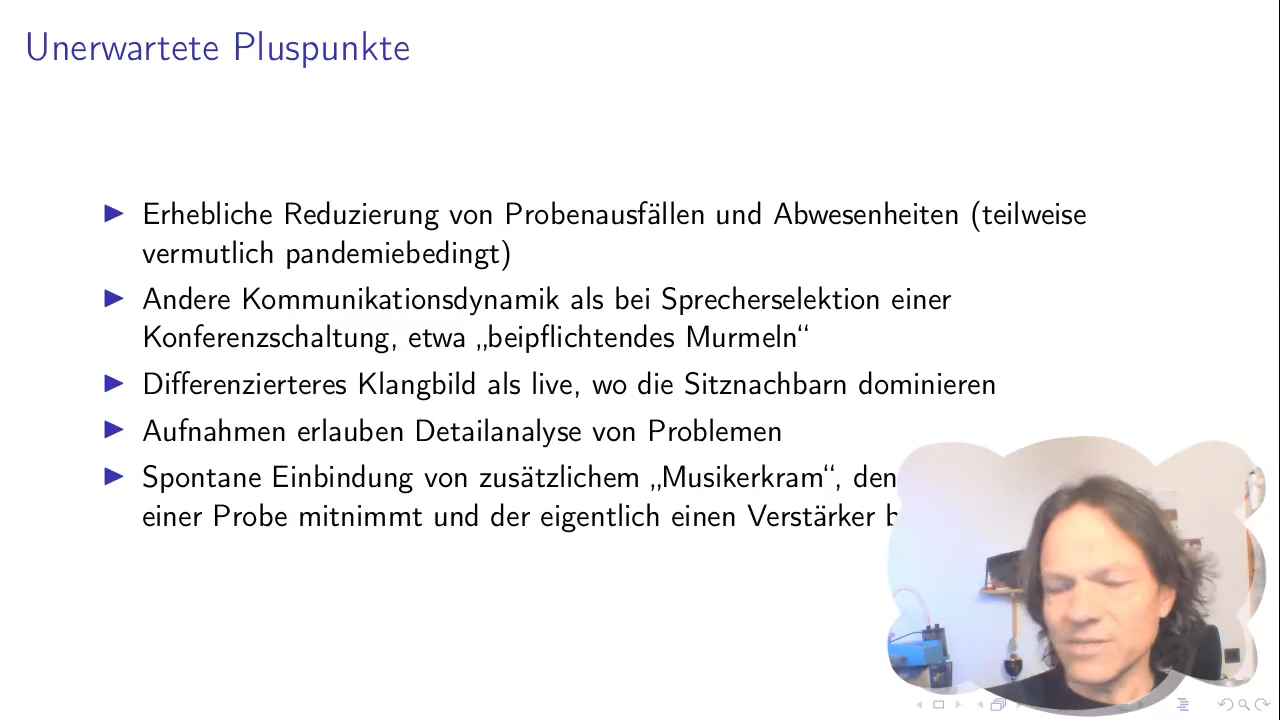 Unerwartete Pluspunkte
Erhebliche Reduzierung von Probenausfällen und Abwesenheiten (teilweise
vermutlich pandemiebedingt)
Andere Kommunikationsdynamik als bei Sprecherselektion einer
Konferenzschaltung, etwa „beipflichtendes Murmeln“
Differenzierteres Klangbild als live, wo die Sitznachbarn dominieren
Aufnahmen erlauben Detailanalyse von Problemen
Spontane Einbindung von zusätzlichem „Musikerkram“, den
einer Probe mitnimmt und der eigentlich einen Verstärker